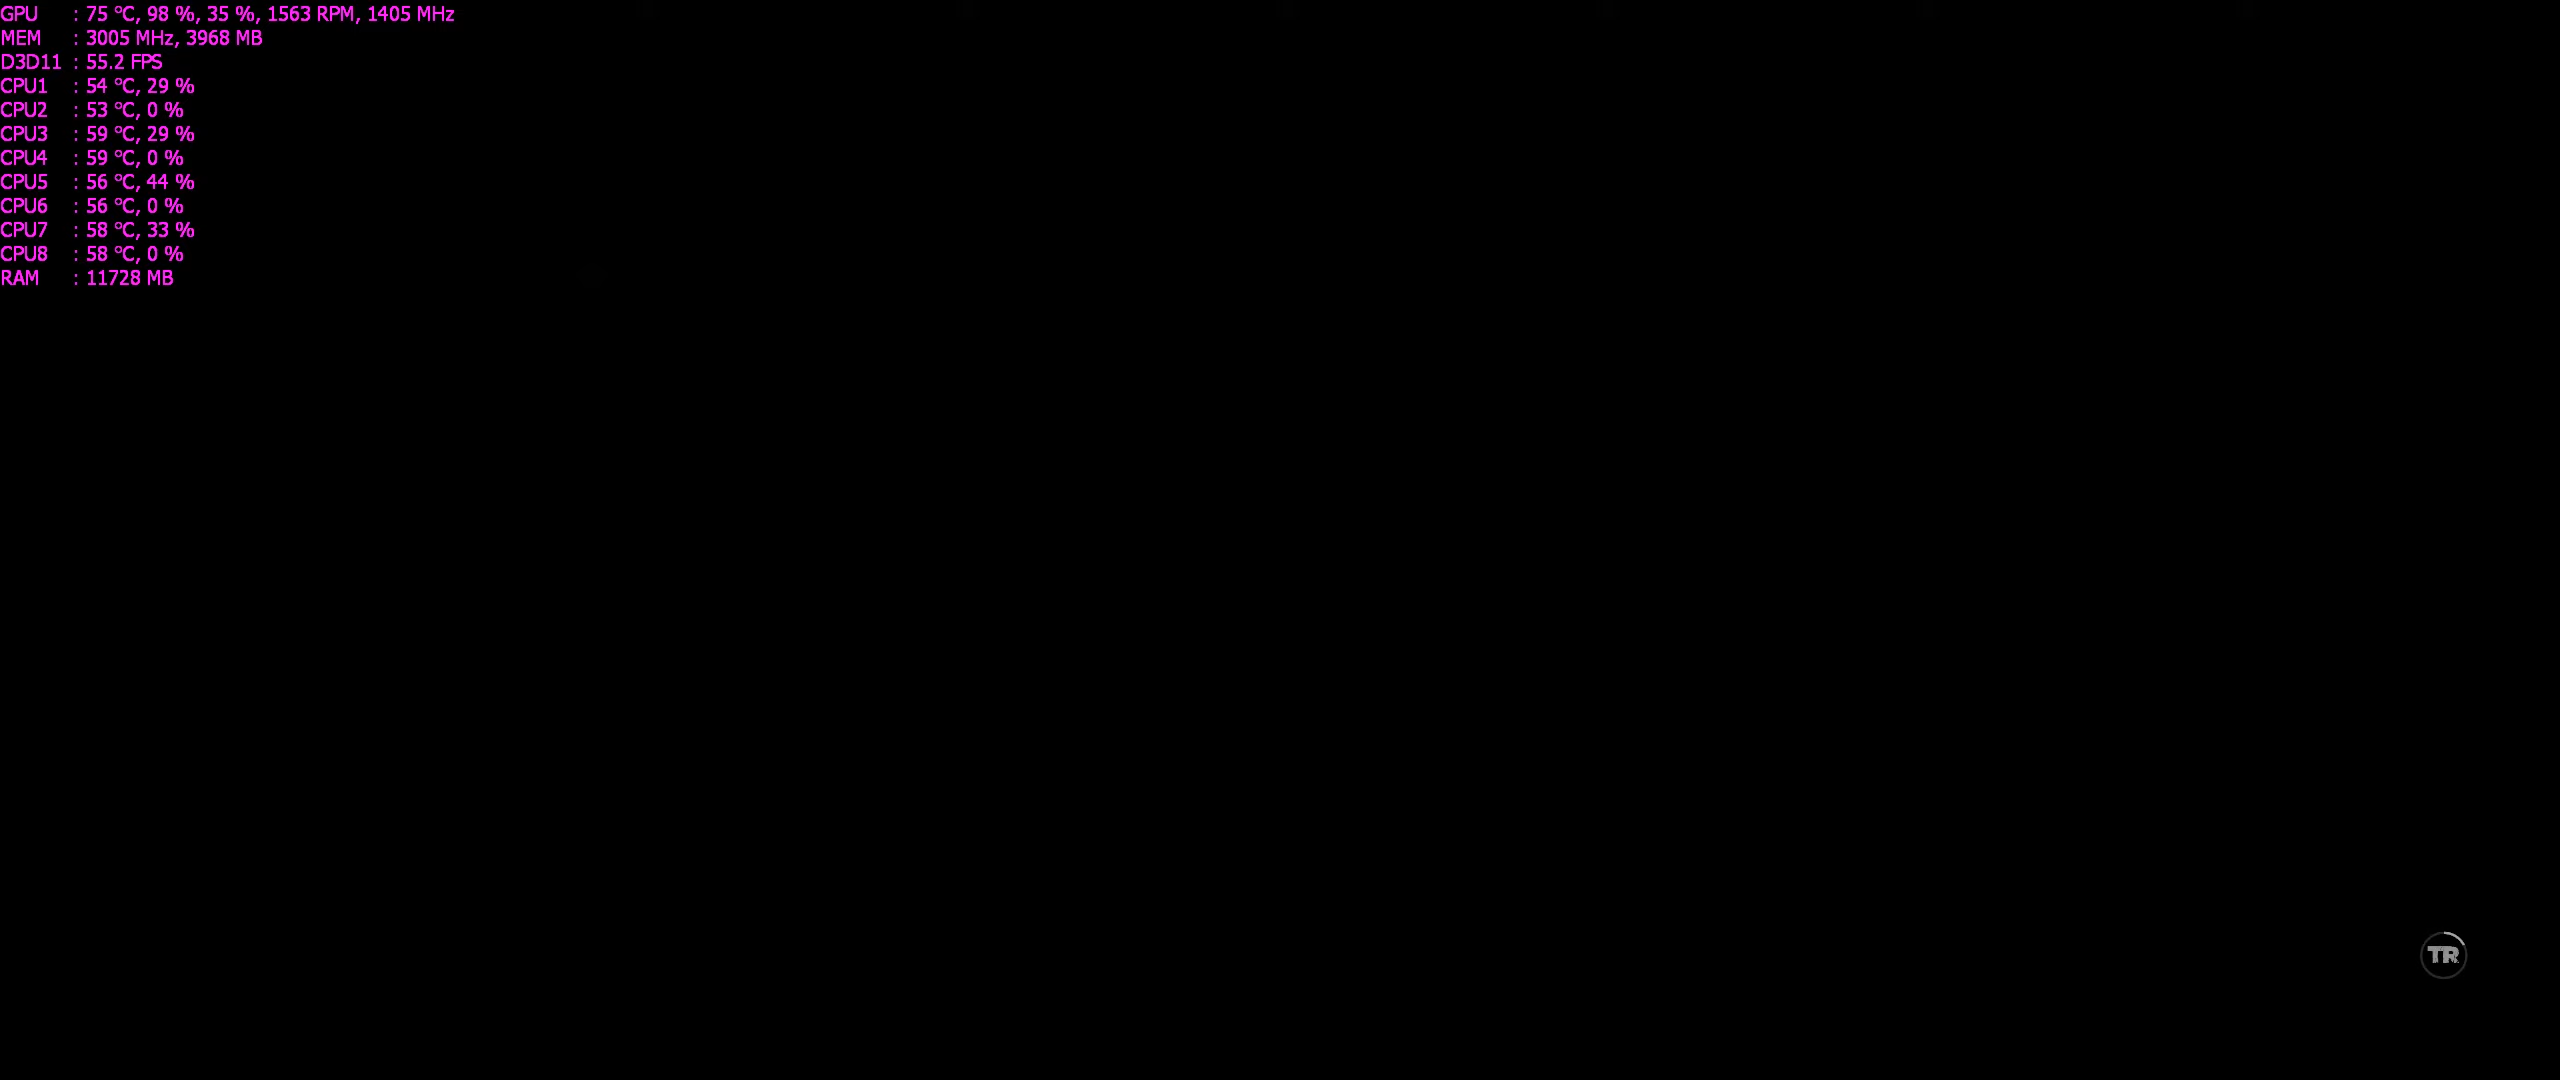 GPU : 75 °C, 98 %, 35 %, 1563 RPM, 1405 MHz
MEM : 3005 MHz, 3968 MB
D3D11 : 55.2 FPS
CPU1 : 54 °C, 29 %
CPU2 : 53 °C, 0 %
CPU3 : 59 °C, 29 %
CPU4 : 59 °C, 0 %
CPU5 : 56 °C, 44 %
CPU6 : 56 °C, 0 %
CPU7 : 58 °C, 33 %
CPU8 : 58 °C, 0 %
RAM : 11728 MB
TR